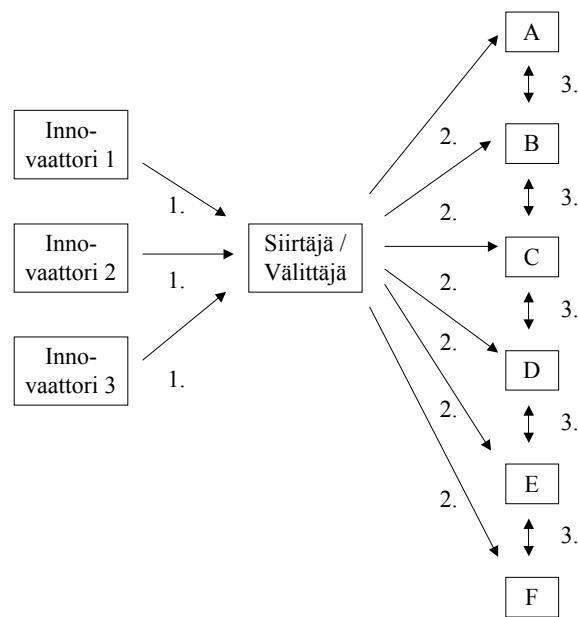 A
3.
Inno-
vaattori 1
2.
B
1.
3.
2.
Inno-
vaattori 2
Siirtäjä /
Välittäjä
C
1.
2.
3.
Inno-
vaattori 3
2.
D
1.
2.
3.
E
2.
3.
F